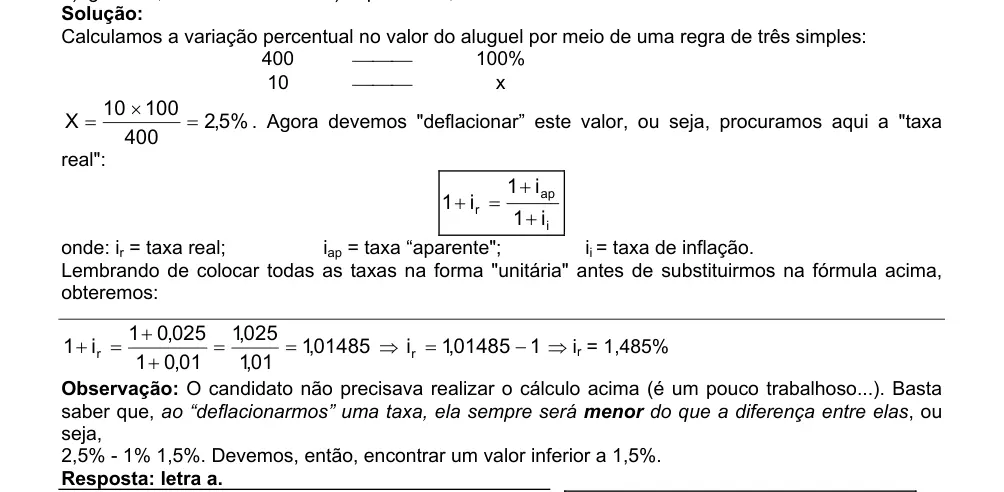 Solução:
Calculamos a variação percentual no valor do aluguel por meio de uma regra de três simples:
400 ——— 100%
10 ——— x
X = 10 × 100 / 400 = 2,5% . Agora devemos "deflacionar” este valor, ou seja, procuramos aqui a "taxa
real":
1 + i_r = (1 + i_ap) / (1 + i_i)
onde: i_r = taxa real; i_ap = taxa “aparente"; i_i = taxa de inflação.
Lembrando de colocar todas as taxas na forma "unitária" antes de substituirmos na fórmula acima,
obteremos:
1 + i_r = (1 + 0,025) / (1 + 0,01) = 1,025 / 1,01 = 1,01485 ⇒ i_r = 1,01485 − 1 ⇒ i_r = 1,485%
Observação: O candidato não precisava realizar o cálculo acima (é um pouco trabalhoso...). Basta
saber que, ao “deflacionarmos” uma taxa, ela sempre será menor do que a diferença entre elas, ou
seja,
2,5% - 1% 1,5%. Devemos, então, encontrar um valor inferior a 1,5%.
Resposta: letra a.